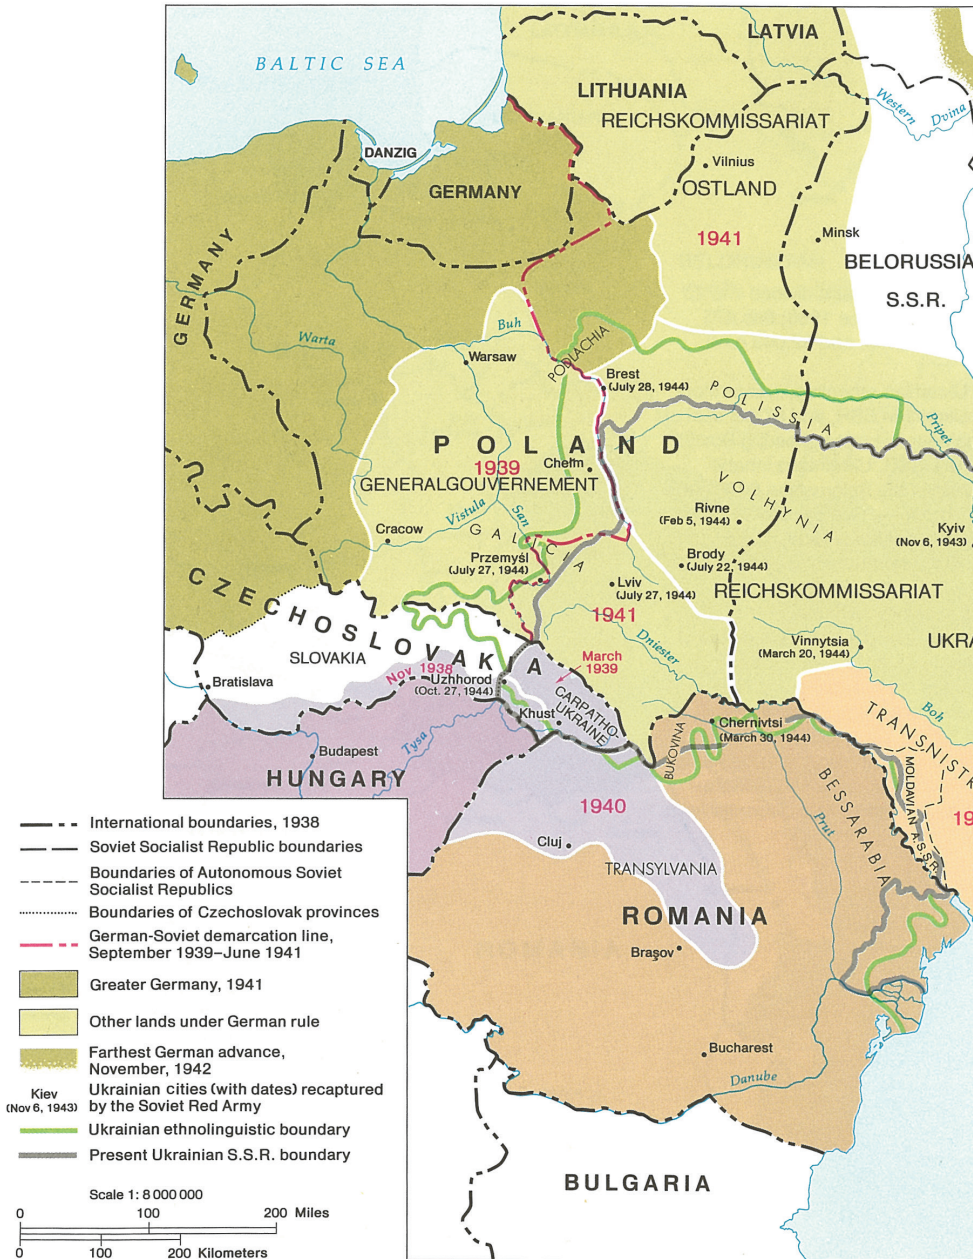 BALTIC SEA
LATVIA
LITHUANIA
REICHSKOMMISSARIAT
Western
Dvina
DANZIG
Vilnius
GERMANY
OSTLAND
1941
Minsk
GERMANY
BELORUSSIA
S.S.R.
Warta
Buh
Warsaw
PODLACHIA
Brest
(July 28, 1944)
POLISSIA
Pripet
POLAND
1939
Chełm
GENERALGOUVERNEMENT
VOLHYNIA
Vistula
San
Rivne
(Feb 5, 1944)
Kyiv
(Nov 6, 1943)
Cracow
GALICIA
Przemyśl
(July 27, 1944)
Brody
(July 22, 1944)
Lviv
(July 27, 1944)
REICHSKOMMISSARIAT
CZECHOSLOVAKIA
1941
Dniester
Vinnytsia
(March 20, 1944)
UKRA
SLOVAKIA
Nov 1938
March
1939
Bratislava
Uzhhorod
(Oct. 27, 1944)
CARPATHO-
UKRAINE
Khust
Boh
TRANSNISTR
Chernivtsi
(March 30, 1944)
BUKOVINA
Tysa
Budapest
HUNGARY
MOLDAVIAN A.S.S.R.
BESSARABIA
1940
19
Prut
Cluj
TRANSYLVANIA
ROMANIA
Braşov
Bucharest
Danube
BULGARIA
International boundaries, 1938
Soviet Socialist Republic boundaries
Boundaries of Autonomous Soviet
Socialist Republics
Boundaries of Czechoslovak provinces
German-Soviet demarcation line,
September 1939–June 1941
Greater Germany, 1941
Other lands under German rule
Farthest German advance,
November, 1942
Kiev
(Nov 6, 1943)
Ukrainian cities (with dates) recaptured
by the Soviet Red Army
Ukrainian ethnolinguistic boundary
Present Ukrainian S.S.R. boundary
Scale 1: 8 000 000
0 100 200 Miles
0 100 200 Kilometers